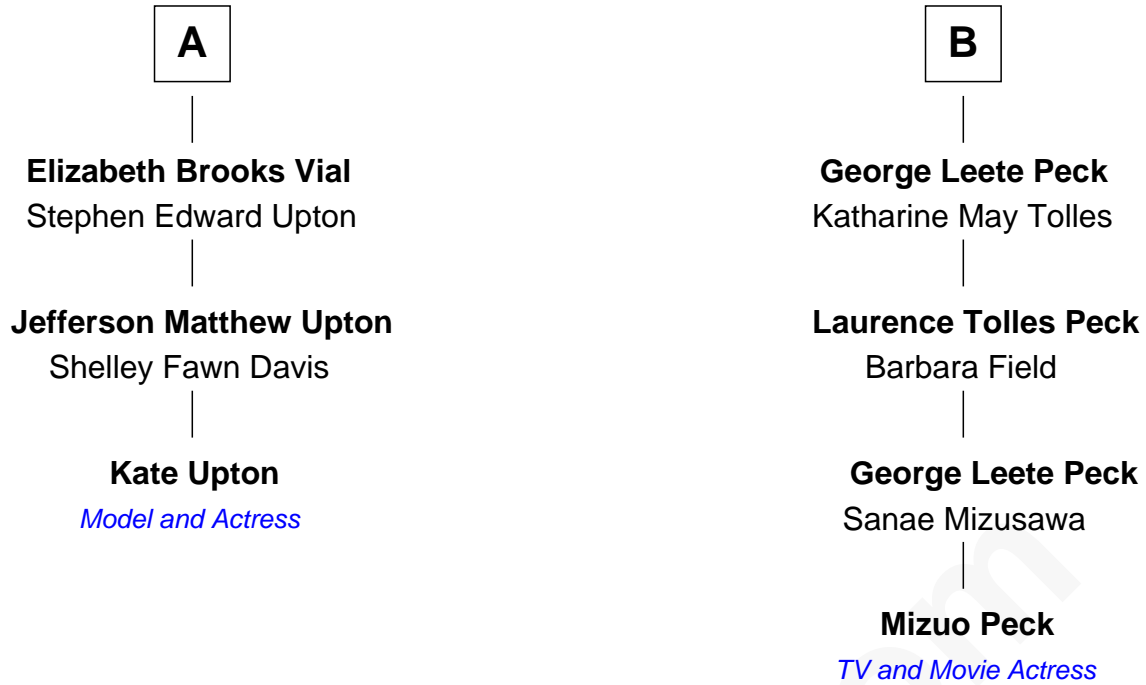 A
Elizabeth Brooks Vial
Stephen Edward Upton
Jefferson Matthew Upton
Shelley Fawn Davis
Kate Upton
Model and Actress
B
George Leete Peck
Katharine May Tolles
Laurence Tolles Peck
Barbara Field
George Leete Peck
Sanae Mizusawa
Mizuo Peck
TV and Movie Actress